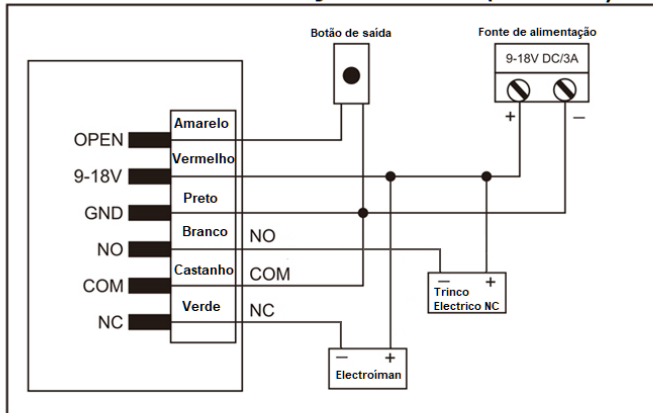 Botão de saída
Fonte de alimentação
9-18V DC/3A
+ −
OPEN Amarelo
9-18V Vermelho
GND Preto
NO Branco NO
COM Castanho COM
NC Verde NC
− +
Trinco
Electrico NC
− +
Electroiman